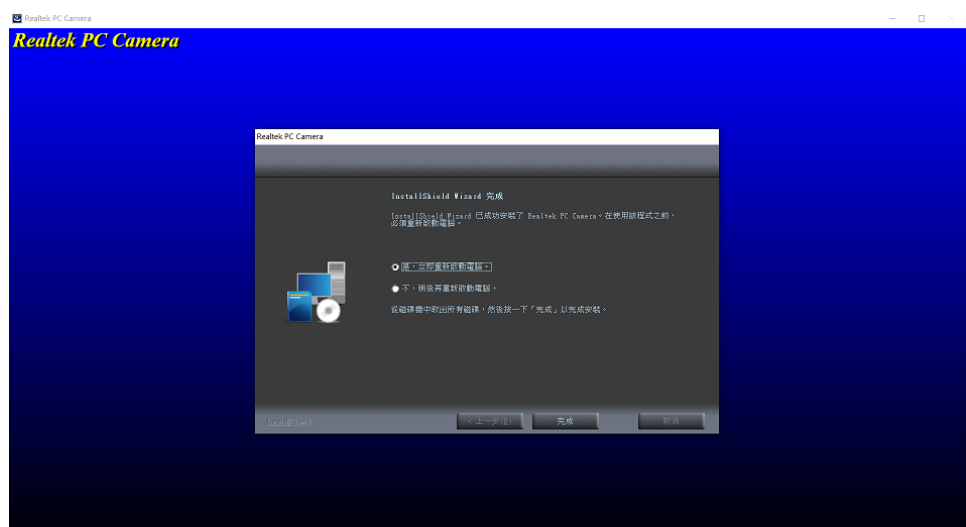 Realtek PC Camera
Realtek PC Camera
Realtek PC Camera
InstallShield Wizard 完成
InstallShield Wizard 已成功安裝了 Realtek PC Camera。在使用該程式之前，
必須重新啟動電腦。
是，立即重新啟動電腦。
不，稍後再重新啟動電腦。
從磁碟機中取出所有磁碟，然後按一下「完成」以完成安裝。
InstallShield
< 上一步(B)
完成
取消